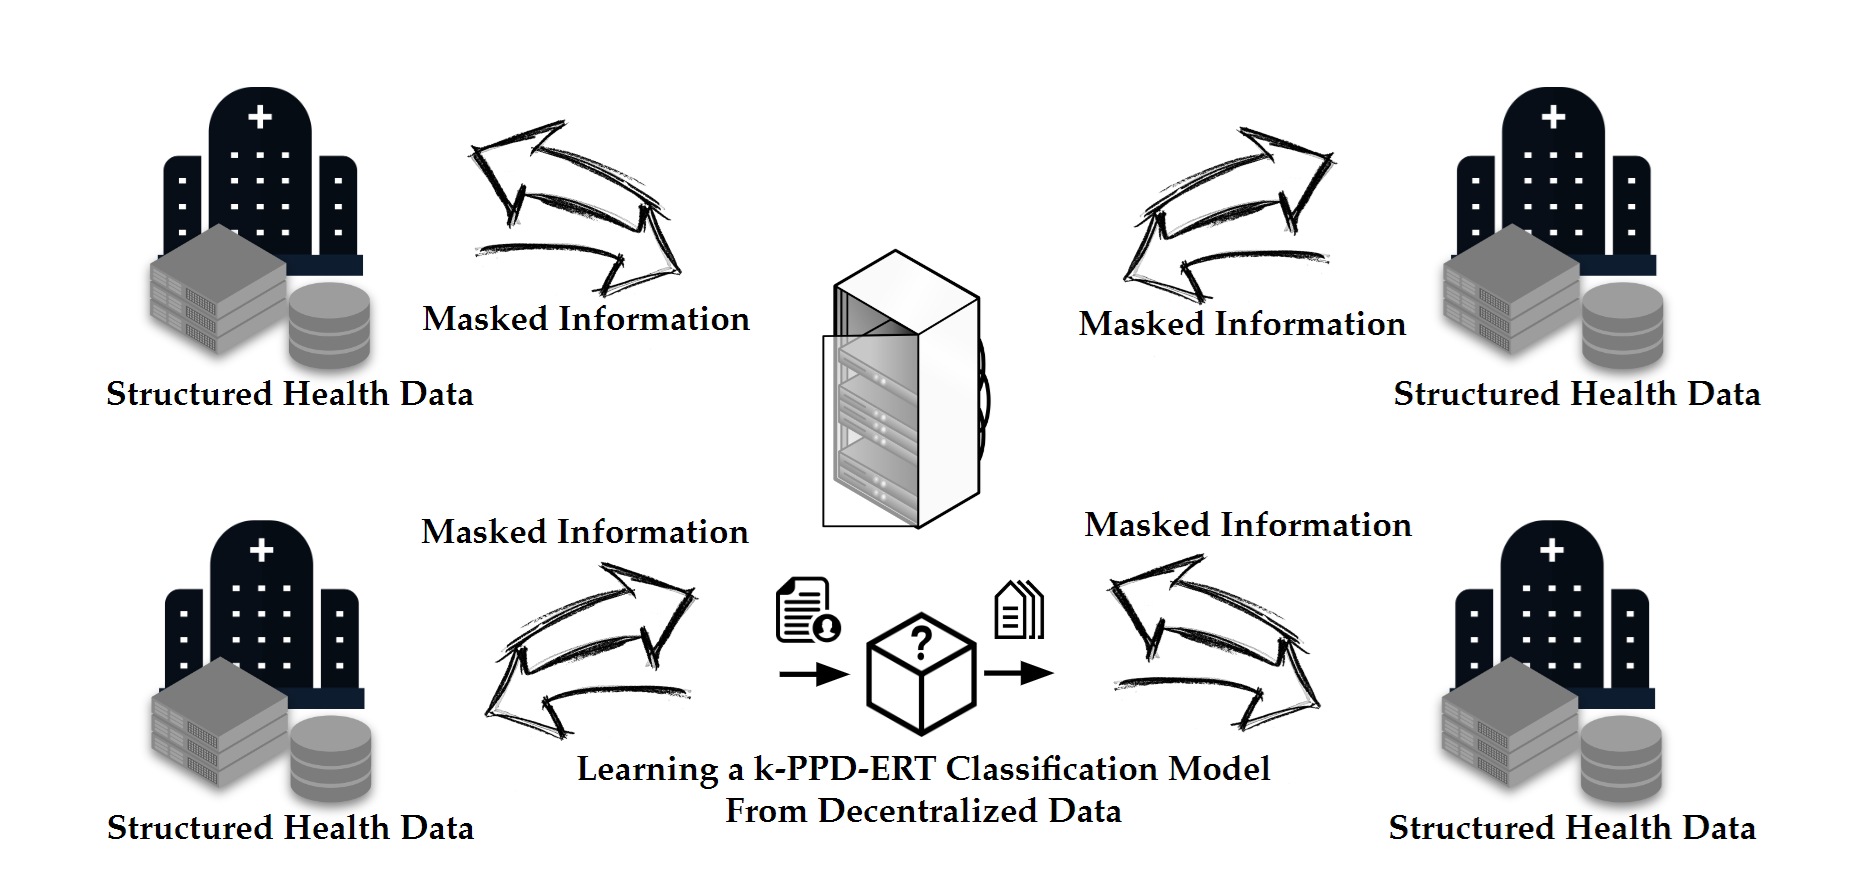 Masked Information
Masked Information
Structured Health Data
Structured Health Data
Masked Information
Masked Information
?
Learning a k-PPD-ERT Classification Model
From Decentralized Data
Structured Health Data
Structured Health Data